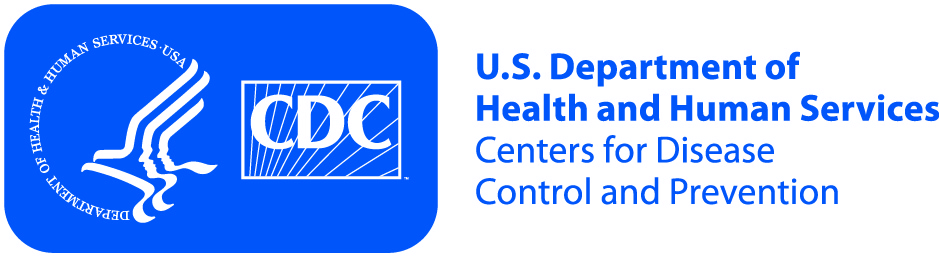 DEPARTMENT OF HEALTH & HUMAN SERVICES · USA
CDC
™
U.S. Department of
Health and Human Services
Centers for Disease
Control and Prevention